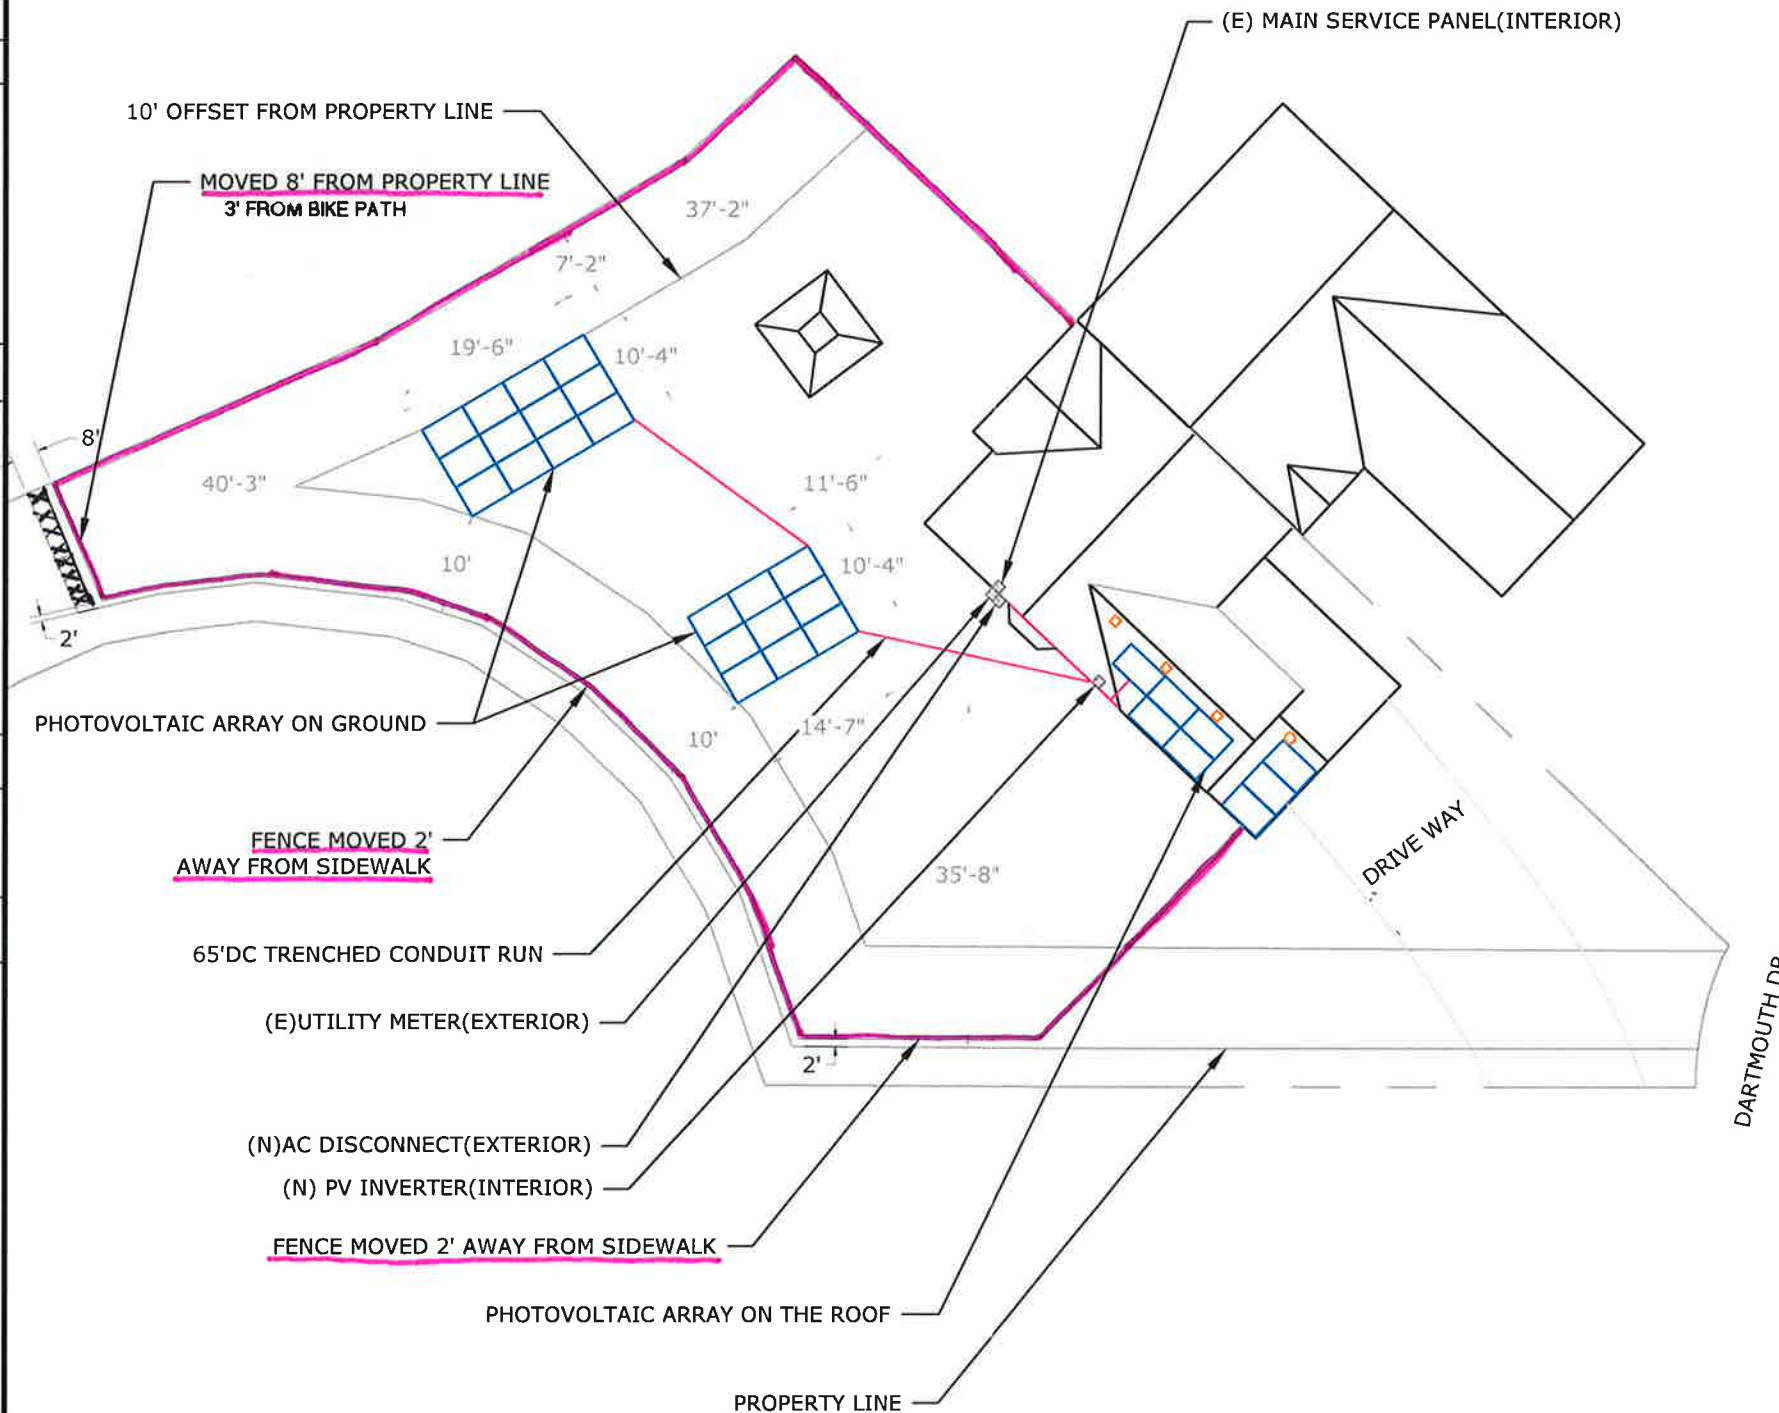 (E) MAIN SERVICE PANEL(INTERIOR)
10' OFFSET FROM PROPERTY LINE
MOVED 8' FROM PROPERTY LINE
3' FROM BIKE PATH
37'-2"
7'-2"
19'-6"
10'-4"
8'
40'-3"
11'-6"
10'
10'-4"
2'
PHOTOVOLTAIC ARRAY ON GROUND
10'
14'-7"
FENCE MOVED 2'
AWAY FROM SIDEWALK
35'-8"
DRIVE WAY
65'DC TRENCHED CONDUIT RUN
(E)UTILITY METER(EXTERIOR)
2'
DARTMOUTH DR
(N)AC DISCONNECT(EXTERIOR)
(N) PV INVERTER(INTERIOR)
FENCE MOVED 2' AWAY FROM SIDEWALK
PHOTOVOLTAIC ARRAY ON THE ROOF
PROPERTY LINE